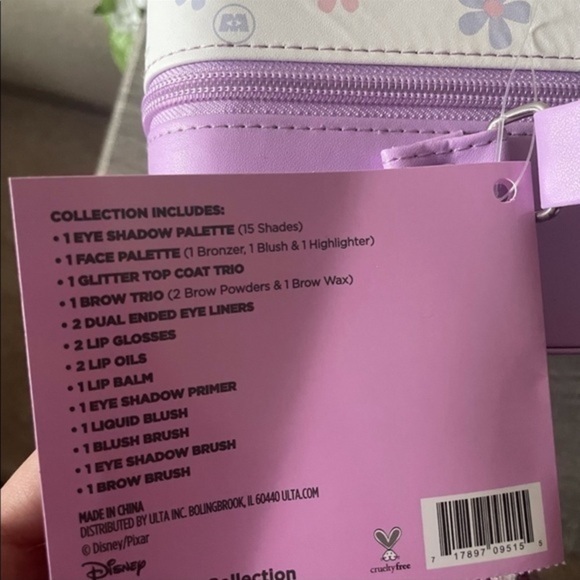 COLLECTION INCLUDES:
• 1 EYE SHADOW PALETTE (15 Shades)
• 1 FACE PALETTE (1 Bronzer, 1 Blush & 1 Highlighter)
• 1 GLITTER TOP COAT TRIO
• 1 BROW TRIO (2 Brow Powders & 1 Brow Wax)
• 2 DUAL ENDED EYE LINERS
• 2 LIP GLOSSES
• 2 LIP OILS
• 1 LIP BALM
• 1 EYE SHADOW PRIMER
• 1 LIQUID BLUSH
• 1 BLUSH BRUSH
• 1 EYE SHADOW BRUSH
• 1 BROW BRUSH
MADE IN CHINA
DISTRIBUTED BY ULTA INC. BOLINGBROOK, IL 60440 ULTA.COM
© Disney/Pixar
Disney
Collection
cruelty free
7 17897 09515 5